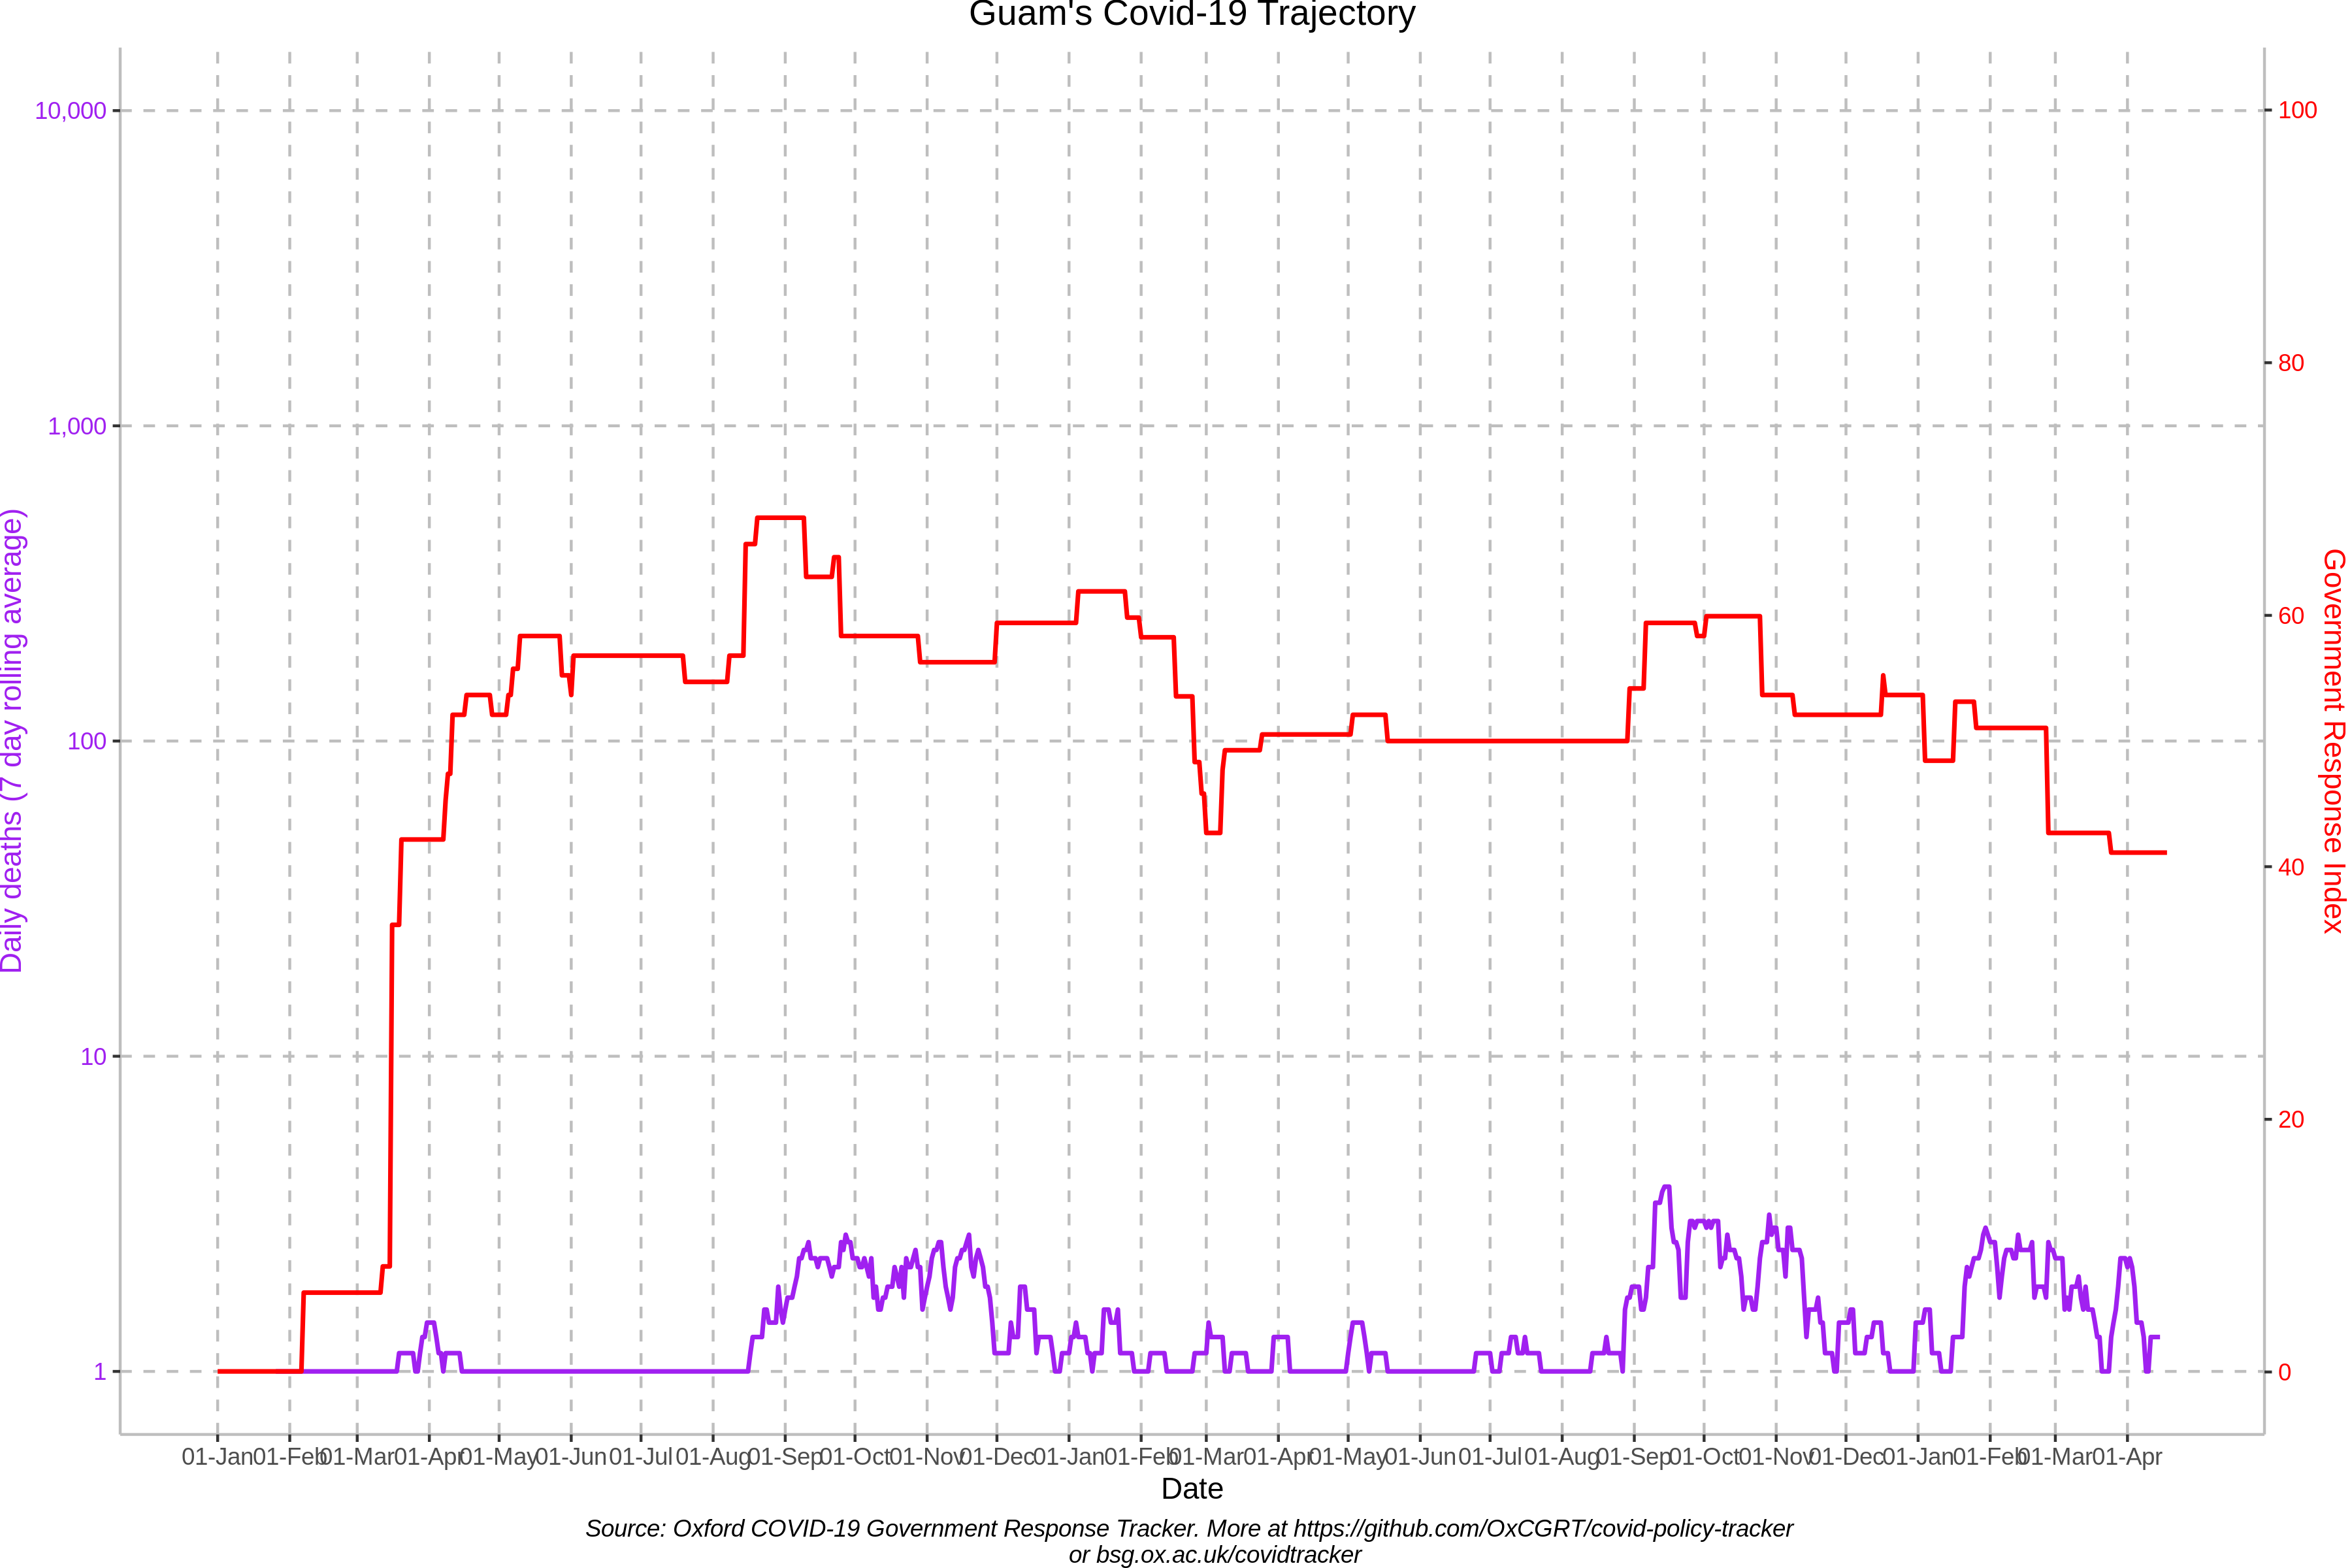 Guam's Covid-19 Trajectory
10,000
1,000
100
10
1
Daily deaths (7 day rolling average)
100
80
60
40
20
0
Government Response Index
01-Jan 01-Feb 01-Mar 01-Apr 01-May 01-Jun 01-Jul 01-Aug 01-Sep 01-Oct 01-Nov 01-Dec 01-Jan 01-Feb 01-Mar 01-Apr 01-May 01-Jun 01-Jul 01-Aug 01-Sep 01-Oct 01-Nov 01-Dec 01-Jan 01-Feb 01-Mar 01-Apr
Date
Source: Oxford COVID-19 Government Response Tracker. More at https://github.com/OxCGRT/covid-policy-tracker
or bsg.ox.ac.uk/covidtracker